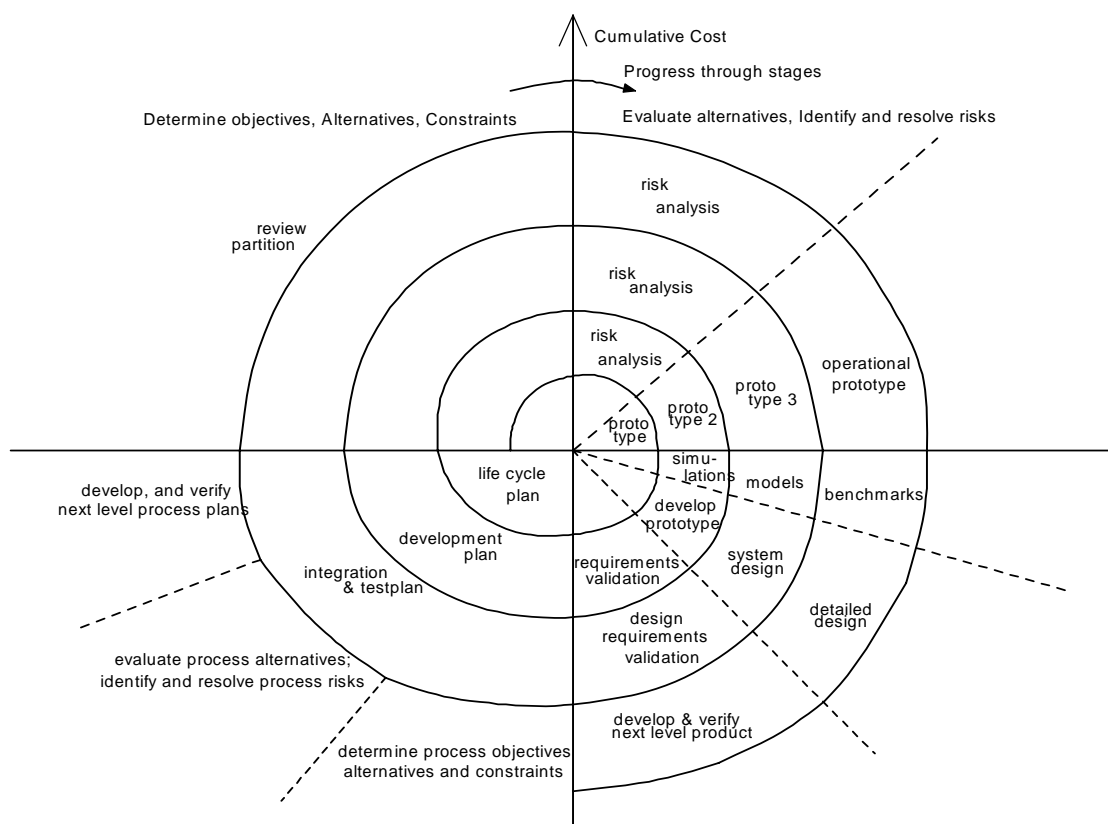 Cumulative Cost
Progress through stages
Determine objectives, Alternatives, Constraints
Evaluate alternatives, Identify and resolve risks
risk
analysis
review
partition
risk
analysis
risk
analysis
operational
prototype
proto
type 3
proto
type 2
proto
type
life cycle
plan
simu-
lations
models
benchmarks
develop, and verify
next level process plans
develop
prototype
development
plan
requirements
validation
system
design
integration
& testplan
detailed
design
design
requirements
validation
evaluate process alternatives;
identify and resolve process risks
develop & verify
next level product
determine process objectives
alternatives and constraints